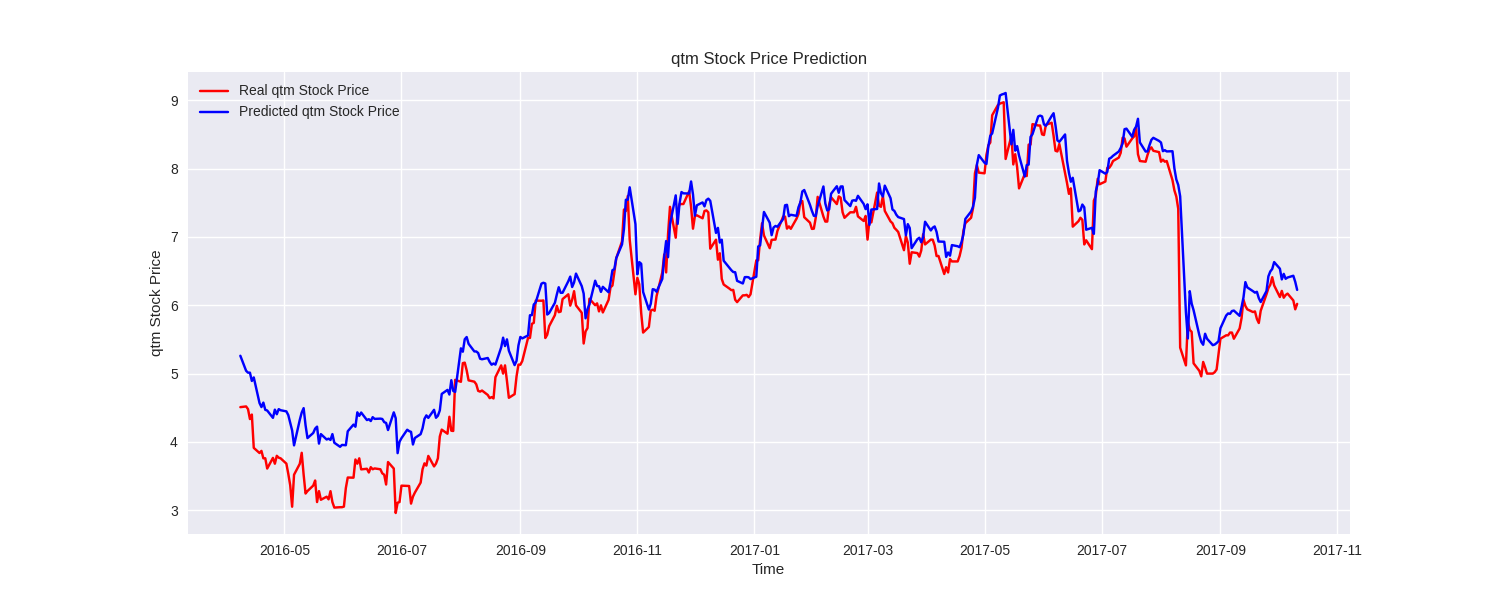 qtm Stock Price Prediction
Real qtm Stock Price
Predicted qtm Stock Price
qtm Stock Price
9
8
7
6
5
4
3
2016-05 2016-07 2016-09 2016-11 2017-01 2017-03 2017-05 2017-07 2017-09 2017-11
Time